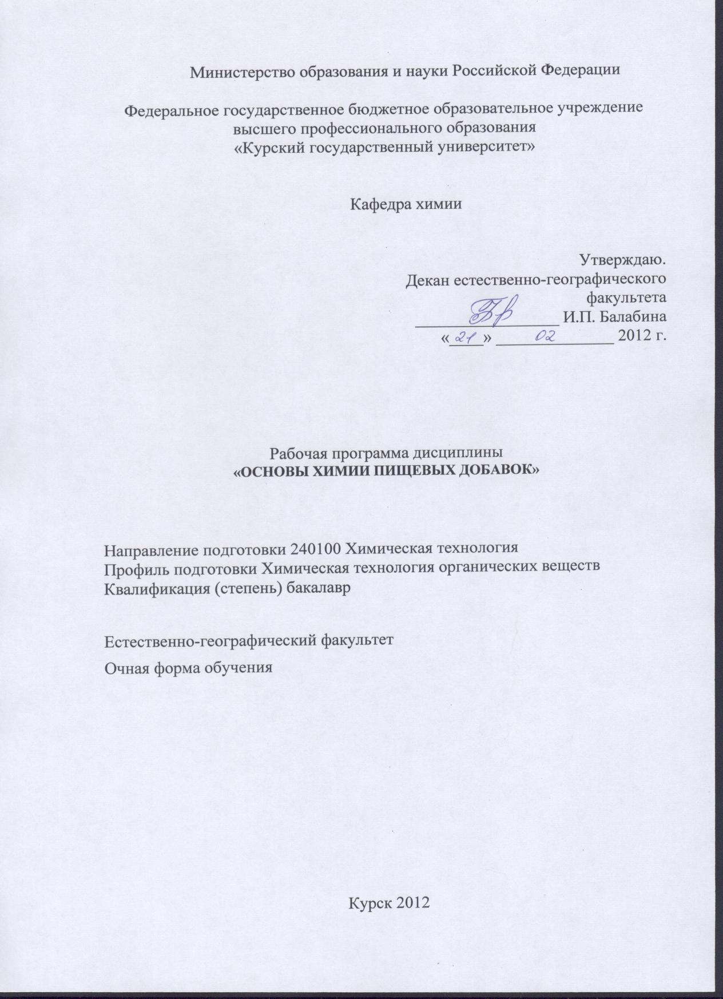 Министерство образования и науки Российской Федерации
Федеральное государственное бюджетное образовательное учреждение
высшего профессионального образования
«Курский государственный университет»
Кафедра химии
Утверждаю.
Декан естественно-географического
факультета
И.П. Балабина
«21» 02 2012 г.
Рабочая программа дисциплины
«ОСНОВЫ ХИМИИ ПИЩЕВЫХ ДОБАВОК»
Направление подготовки 240100 Химическая технология
Профиль подготовки Химическая технология органических веществ
Квалификация (степень) бакалавр
Естественно-географический факультет
Очная форма обучения
Курск 2012